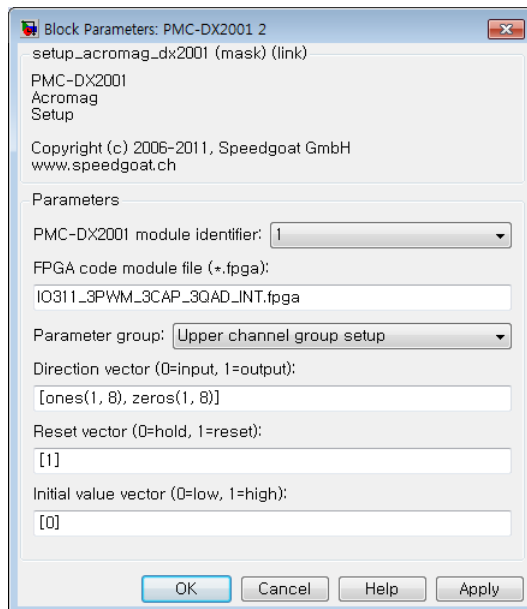 Block Parameters: PMC-DX2001 2
setup_acromag_dx2001 (mask) (link)
PMC-DX2001
Acromag
Setup
Copyright (c) 2006-2011, Speedgoat GmbH
www.speedgoat.ch
Parameters
PMC-DX2001 module identifier: 1
FPGA code module file (*.fpga):
IO311_3PWM_3CAP_3QAD_INT.fpga
Parameter group: Upper channel group setup
Direction vector (0=input, 1=output):
[ones(1, 8), zeros(1, 8)]
Reset vector (0=hold, 1=reset):
[1]
Initial value vector (0=low, 1=high):
[0]
OK Cancel Help Apply